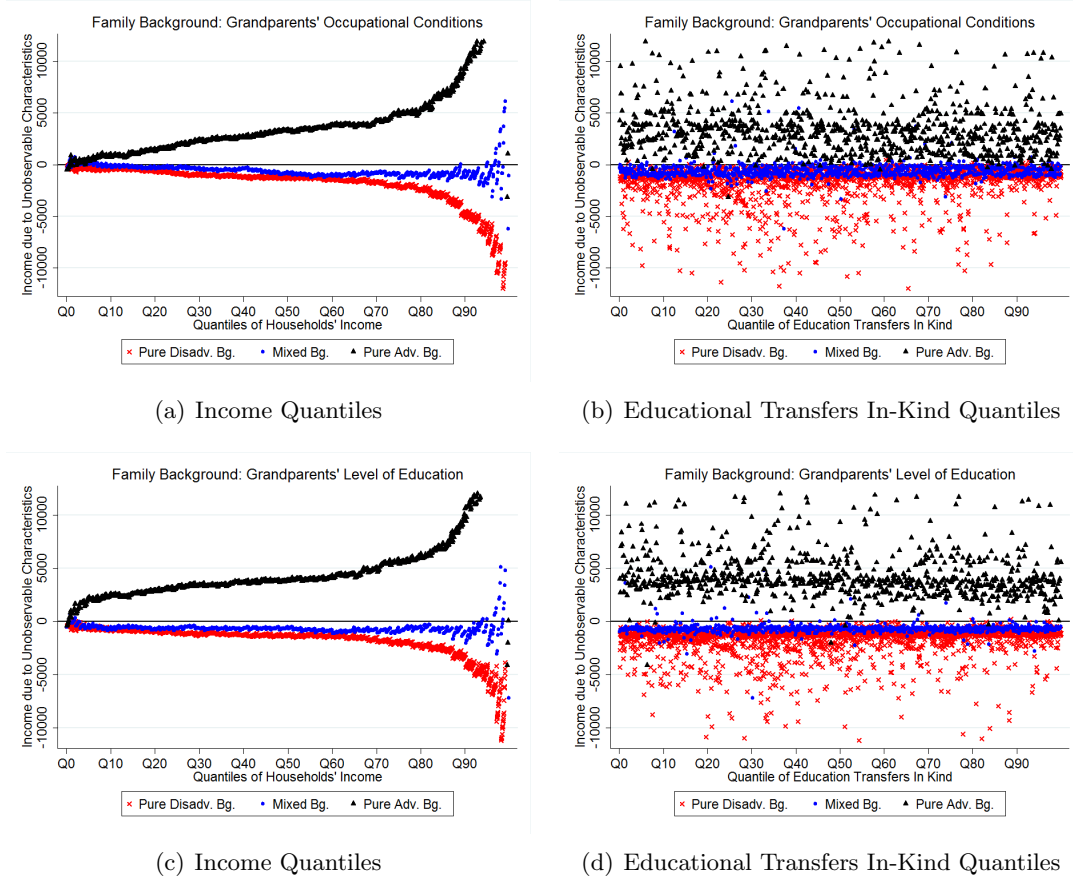 Family Background: Grandparents' Occupational Conditions
Income due to Unobservable Characteristics
10000
5000
0
-5000
-10000
Q0 Q10 Q20 Q30 Q40 Q50 Q60 Q70 Q80 Q90
Quantiles of Households' Income
Pure Disadv. Bg. Mixed Bg. Pure Adv. Bg.
(a) Income Quantiles
Family Background: Grandparents' Occupational Conditions
Income due to Unobservable Characteristics
10000
5000
0
-5000
-10000
Q0 Q10 Q20 Q30 Q40 Q50 Q60 Q70 Q80 Q90
Quantile of Education Transfers In Kind
Pure Disadv. Bg. Mixed Bg. Pure Adv. Bg.
(b) Educational Transfers In-Kind Quantiles
Family Background: Grandparents' Level of Education
Income due to Unobservable Characteristics
10000
5000
0
-5000
-10000
Q0 Q10 Q20 Q30 Q40 Q50 Q60 Q70 Q80 Q90
Quantiles of Households' Income
Pure Disadv. Bg. Mixed Bg. Pure Adv. Bg.
(c) Income Quantiles
Family Background: Grandparents' Level of Education
Income due to Unobservable Characteristics
10000
5000
0
-5000
-10000
Q0 Q10 Q20 Q30 Q40 Q50 Q60 Q70 Q80 Q90
Quantile of Education Transfers In Kind
Pure Disadv. Bg. Mixed Bg. Pure Adv. Bg.
(d) Educational Transfers In-Kind Quantiles